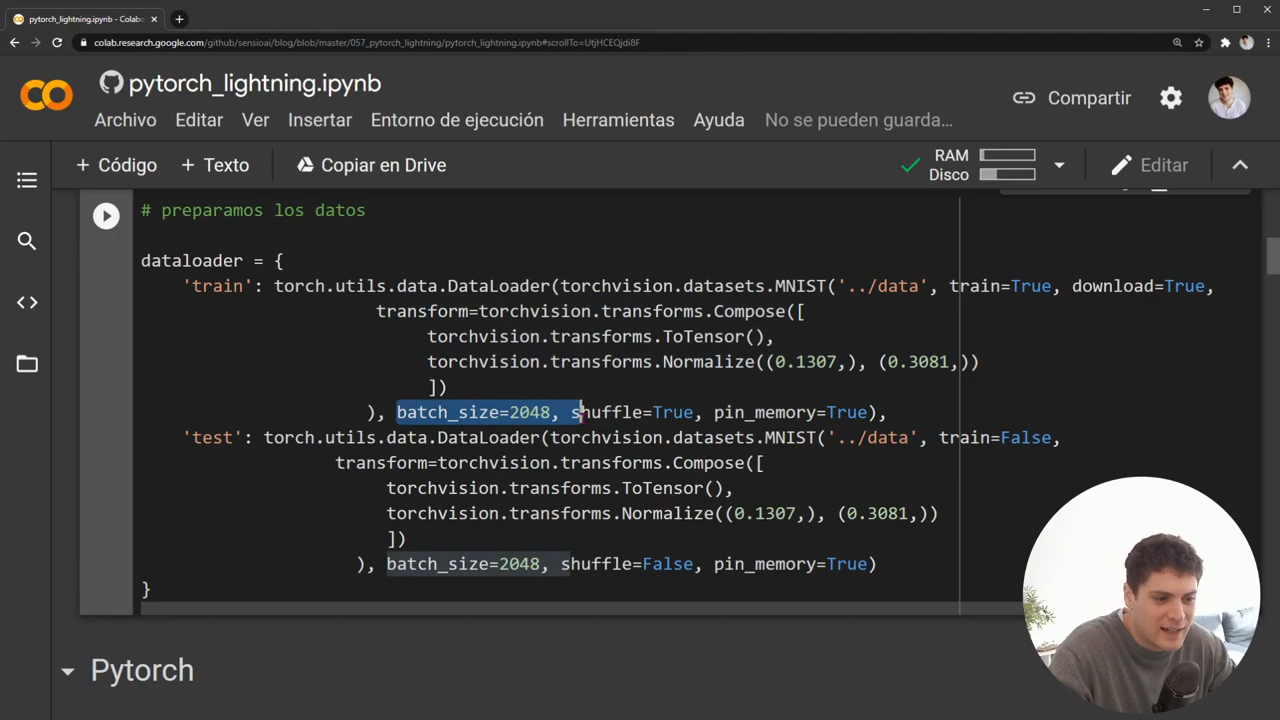 pytorch_lightning.ipynb - Colabo
colab.research.google.com/github/sensioai/blog/blob/master/057_pytorch_lightning/pytorch_lightning.ipynb#scrollTo=UtjHCEQjdi8F
pytorch_lightning.ipynb
Compartir
Archivo Editar Ver Insertar Entorno de ejecución Herramientas Ayuda No se pueden guarda…
+ Código + Texto Copiar en Drive
RAM
Disco
Editar
# preparamos los datos
dataloader = {
'train': torch.utils.data.DataLoader(torchvision.datasets.MNIST('../data', train=True, download=True,
transform=torchvision.transforms.Compose([
torchvision.transforms.ToTensor(),
torchvision.transforms.Normalize((0.1307,), (0.3081,))
])
), batch_size=2048, shuffle=True, pin_memory=True),
'test': torch.utils.data.DataLoader(torchvision.datasets.MNIST('../data', train=False,
transform=torchvision.transforms.Compose([
torchvision.transforms.ToTensor(),
torchvision.transforms.Normalize((0.1307,), (0.3081,))
])
), batch_size=2048, shuffle=False, pin_memory=True)
}
Pytorch